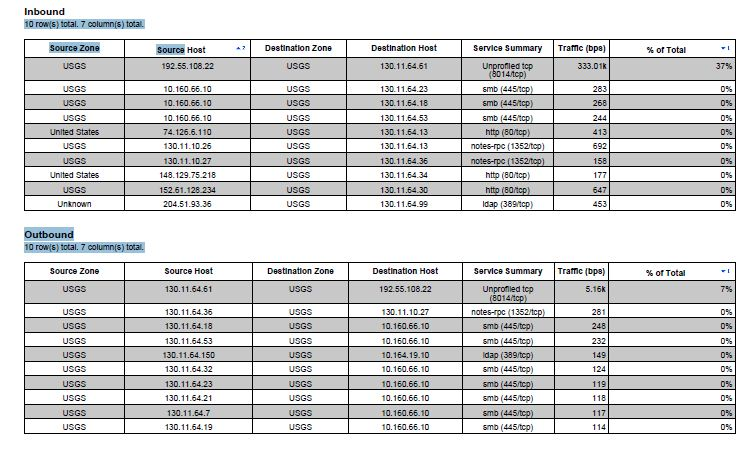 Inbound
10 row(s) total. 7 column(s) total.
Source Zone Source Host 2 Destination Zone Destination Host Service Summary Traffic (bps) % of Total 1
USGS 192.55.108.22 USGS 130.11.64.61 Unprofiled tcp (8014/tcp) 333.01k 37%
USGS 10.160.66.10 USGS 130.11.64.23 smb (445/tcp) 283 0%
USGS 10.160.66.10 USGS 130.11.64.18 smb (445/tcp) 268 0%
USGS 10.160.66.10 USGS 130.11.64.53 smb (445/tcp) 244 0%
United States 74.126.6.110 USGS 130.11.64.13 http (80/tcp) 413 0%
USGS 130.11.10.26 USGS 130.11.64.13 notes-rpc (1352/tcp) 692 0%
USGS 130.11.10.27 USGS 130.11.64.36 notes-rpc (1352/tcp) 158 0%
United States 148.129.75.218 USGS 130.11.64.34 http (80/tcp) 177 0%
USGS 152.61.128.234 USGS 130.11.64.30 http (80/tcp) 647 0%
Unknown 204.51.93.36 USGS 130.11.64.99 ldap (389/tcp) 453 0%
Outbound
10 row(s) total. 7 column(s) total.
Source Zone Source Host Destination Zone Destination Host Service Summary Traffic (bps) % of Total 1
USGS 130.11.64.61 USGS 192.55.108.22 Unprofiled tcp (8014/tcp) 5.16k 7%
USGS 130.11.64.36 USGS 130.11.10.27 notes-rpc (1352/tcp) 281 0%
USGS 130.11.64.18 USGS 10.160.66.10 smb (445/tcp) 248 0%
USGS 130.11.64.53 USGS 10.160.66.10 smb (445/tcp) 232 0%
USGS 130.11.64.150 USGS 10.164.19.10 ldap (389/tcp) 149 0%
USGS 130.11.64.32 USGS 10.160.66.10 smb (445/tcp) 124 0%
USGS 130.11.64.23 USGS 10.160.66.10 smb (445/tcp) 119 0%
USGS 130.11.64.21 USGS 10.160.66.10 smb (445/tcp) 118 0%
USGS 130.11.64.7 USGS 10.160.66.10 smb (445/tcp) 117 0%
USGS 130.11.64.19 USGS 10.160.66.10 smb (445/tcp) 114 0%